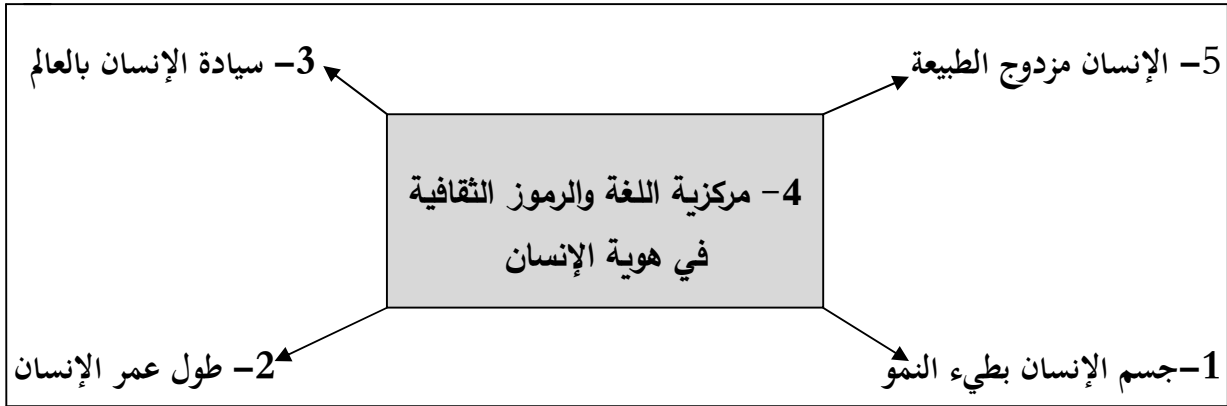 5– الإنسان مزدوج الطبيعة
3– سيادة الإنسان بالعالم
4– مركزية اللغة والرموز الثقافية
في هوية الإنسان
1–جسم الإنسان بطيء النمو
2– طول عمر الإنسان